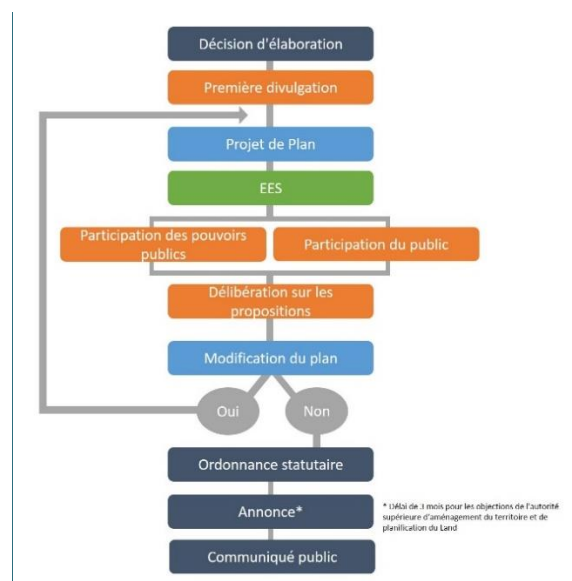 Décision d'élaboration
Première divulgation
Projet de Plan
EES
Participation des pouvoirs
publics
Participation du public
Délibération sur les
propositions
Modification du plan
Oui
Non
Ordonnance statutaire
Annonce*
* Délai de 3 mois pour les objections de l'autorité
supérieure d'aménagement du territoire et de
planification du Land
Communiqué public